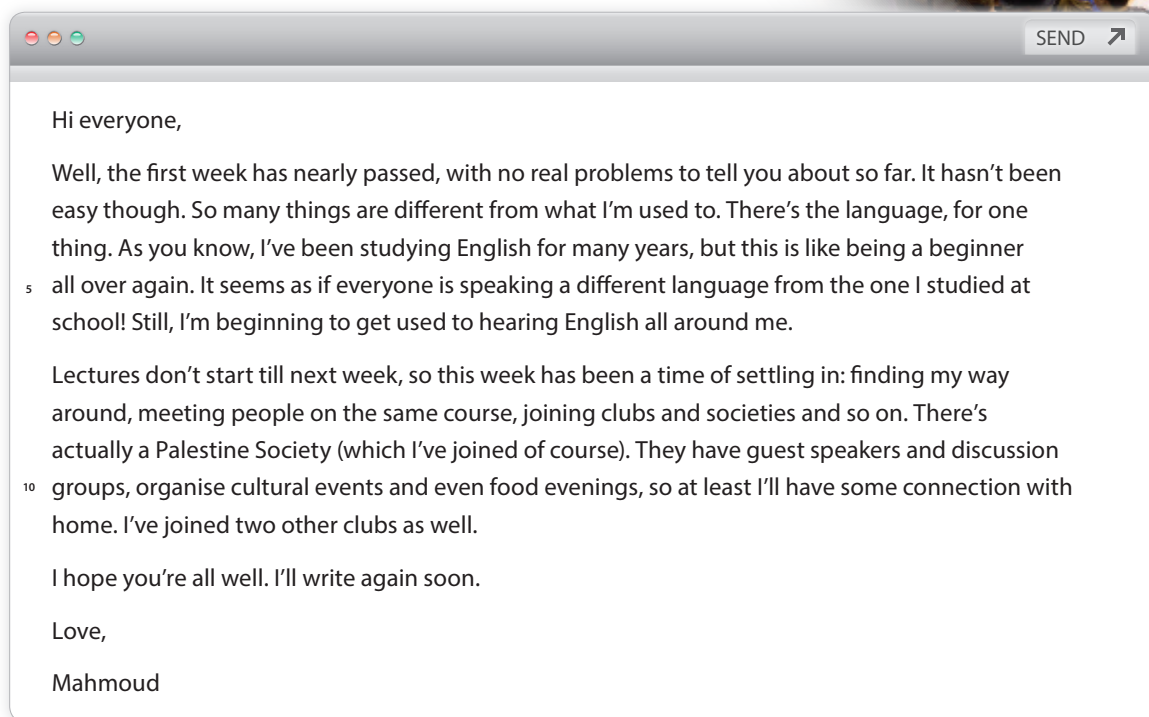 SEND
Hi everyone,
Well, the first week has nearly passed, with no real problems to tell you about so far. It hasn’t been
easy though. So many things are different from what I’m used to. There’s the language, for one
thing. As you know, I’ve been studying English for many years, but this is like being a beginner
5 all over again. It seems as if everyone is speaking a different language from the one I studied at
school! Still, I’m beginning to get used to hearing English all around me.
Lectures don’t start till next week, so this week has been a time of settling in: finding my way
around, meeting people on the same course, joining clubs and societies and so on. There’s
actually a Palestine Society (which I’ve joined of course). They have guest speakers and discussion
10 groups, organise cultural events and even food evenings, so at least I’ll have some connection with
home. I’ve joined two other clubs as well.
I hope you’re all well. I’ll write again soon.
Love,
Mahmoud